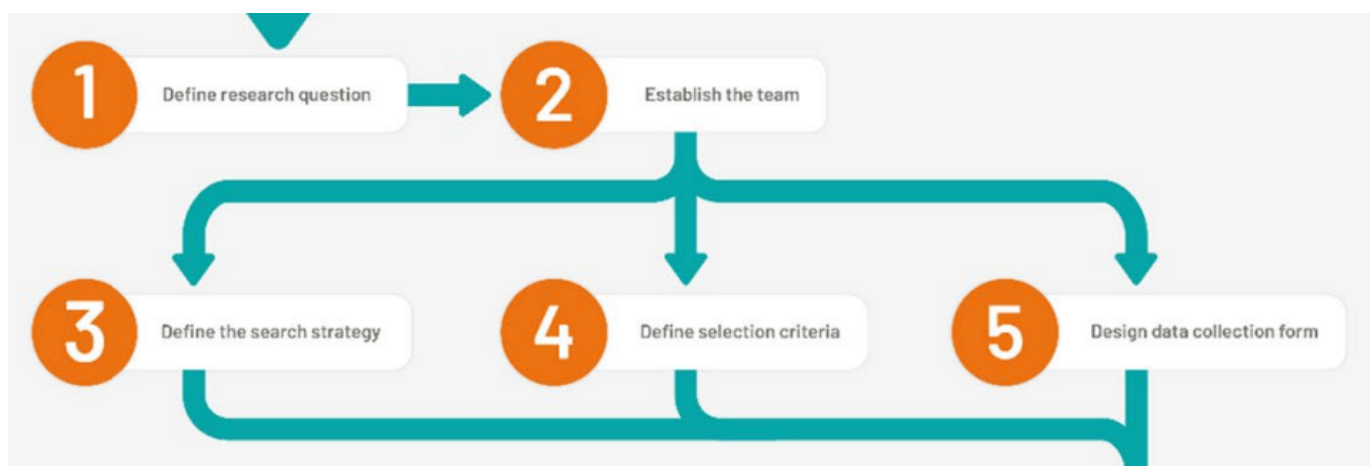 1 Define research question
2 Establish the team
3 Define the search strategy
4 Define selection criteria
5 Design data collection form